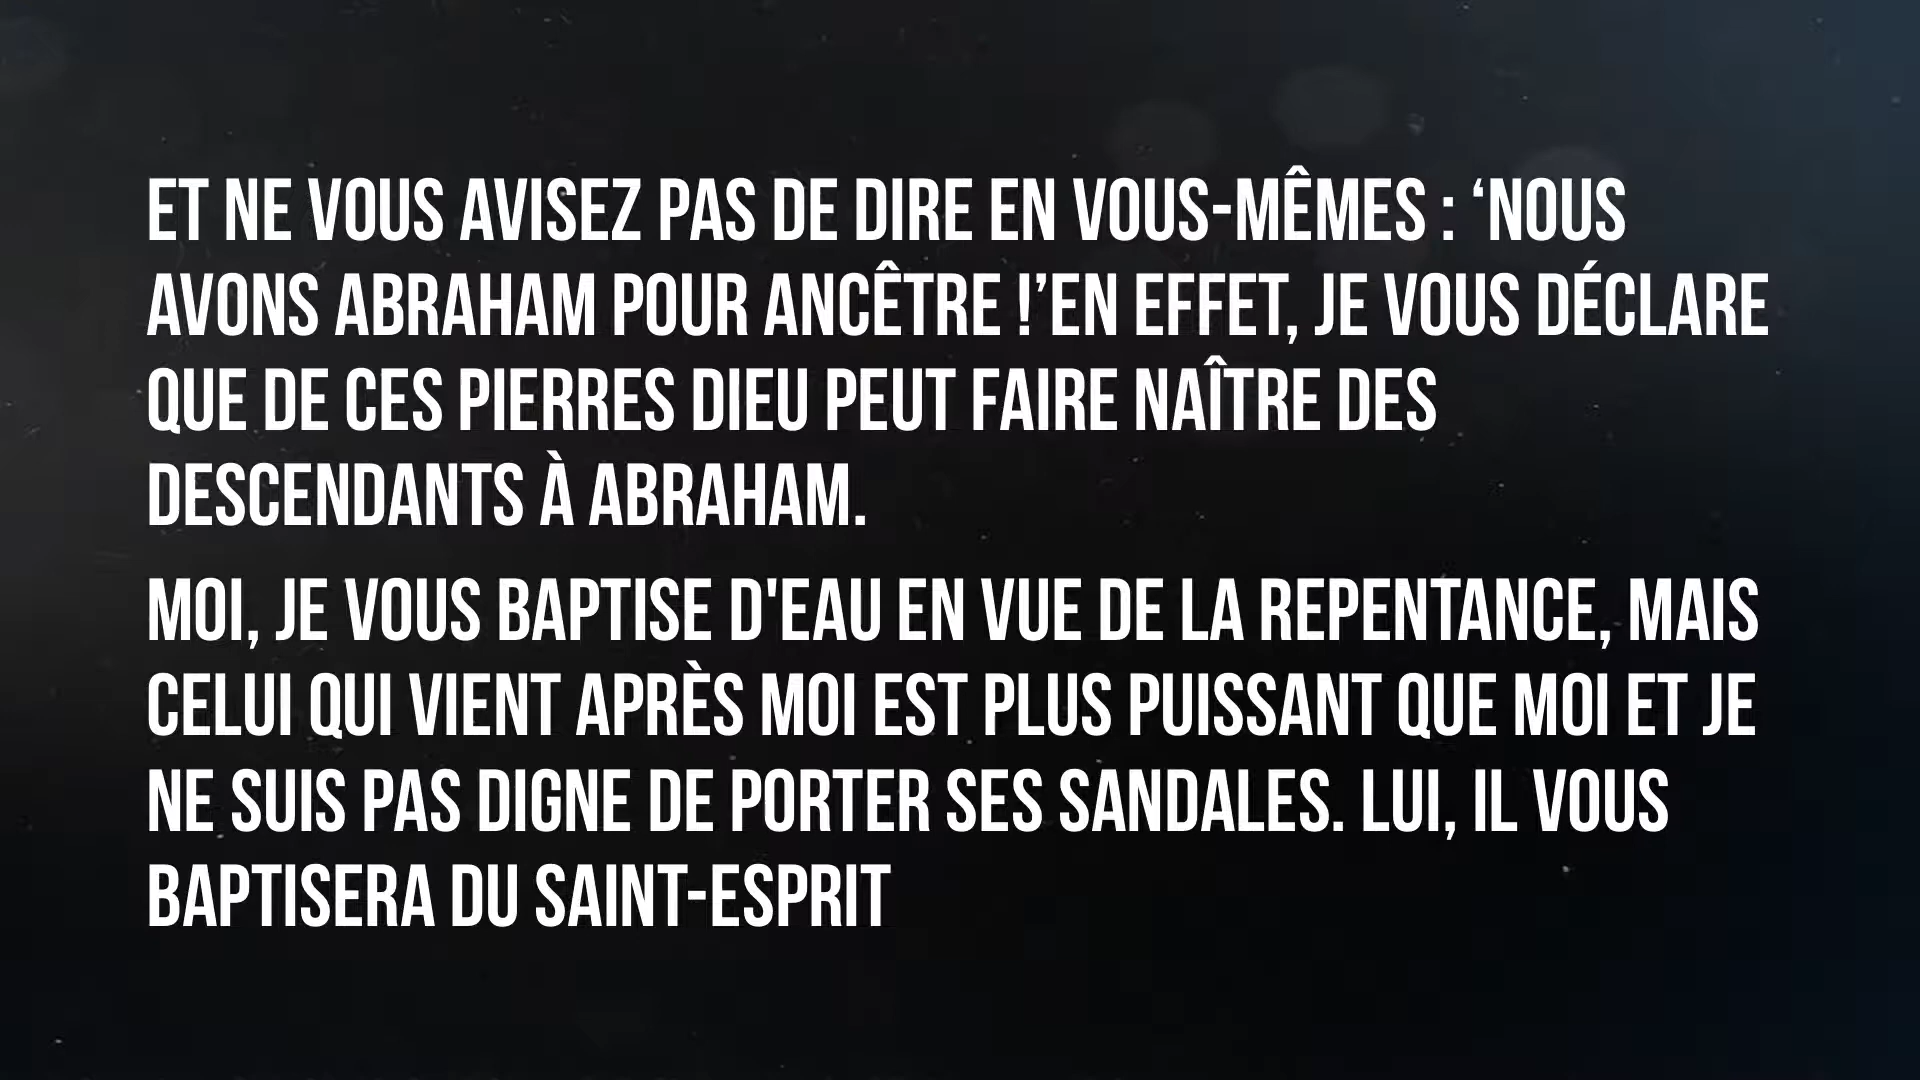 ET NE VOUS AVISEZ PAS DE DIRE EN VOUS-MÊMES : ‘NOUS
AVONS ABRAHAM POUR ANCÊTRE !’EN EFFET, JE VOUS DÉCLARE
QUE DE CES PIERRES DIEU PEUT FAIRE NAÎTRE DES
DESCENDANTS À ABRAHAM.
MOI, JE VOUS BAPTISE D'EAU EN VUE DE LA REPENTANCE, MAIS
CELUI QUI VIENT APRÈS MOI EST PLUS PUISSANT QUE MOI ET JE
NE SUIS PAS DIGNE DE PORTER SES SANDALES. LUI, IL VOUS
BAPTISERA DU SAINT-ESPRIT